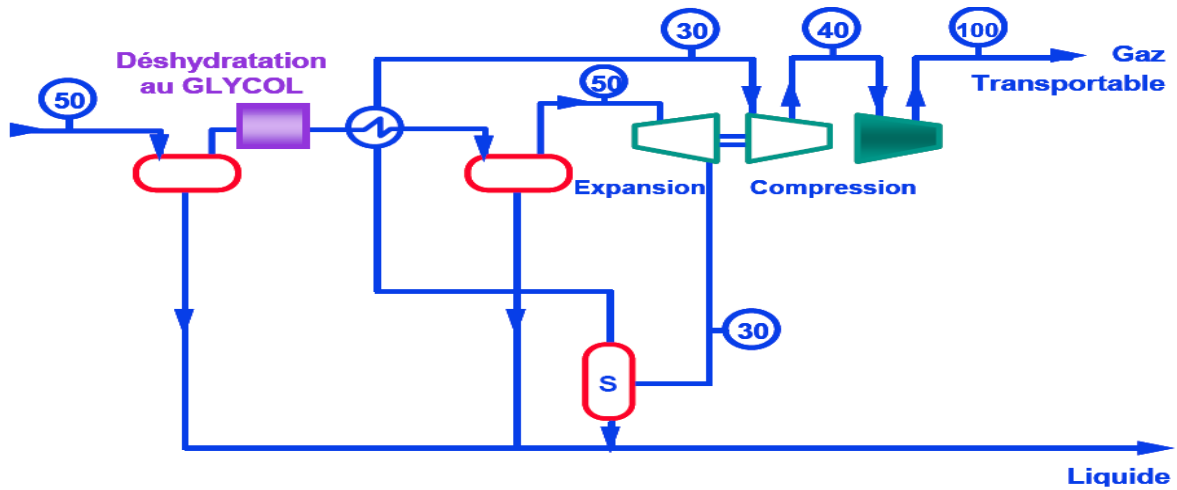 30
40
100
Déshydratation
au GLYCOL
Gaz
Transportable
50
50
Expansion
Compression
30
S
Liquide